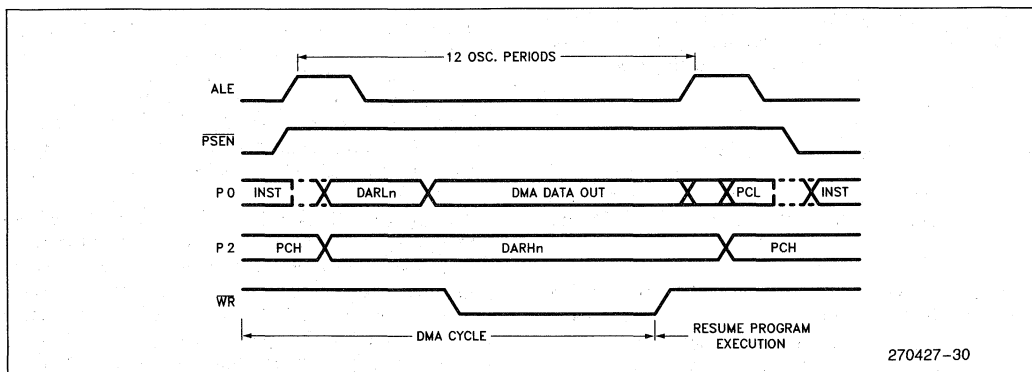 12 OSC. PERIODS
ALE
PSEN
P0 INST DARLn DMA DATA OUT PCL INST
P2 PCH DARHn PCH
WR
DMA CYCLE
RESUME PROGRAM
EXECUTION
270427-30